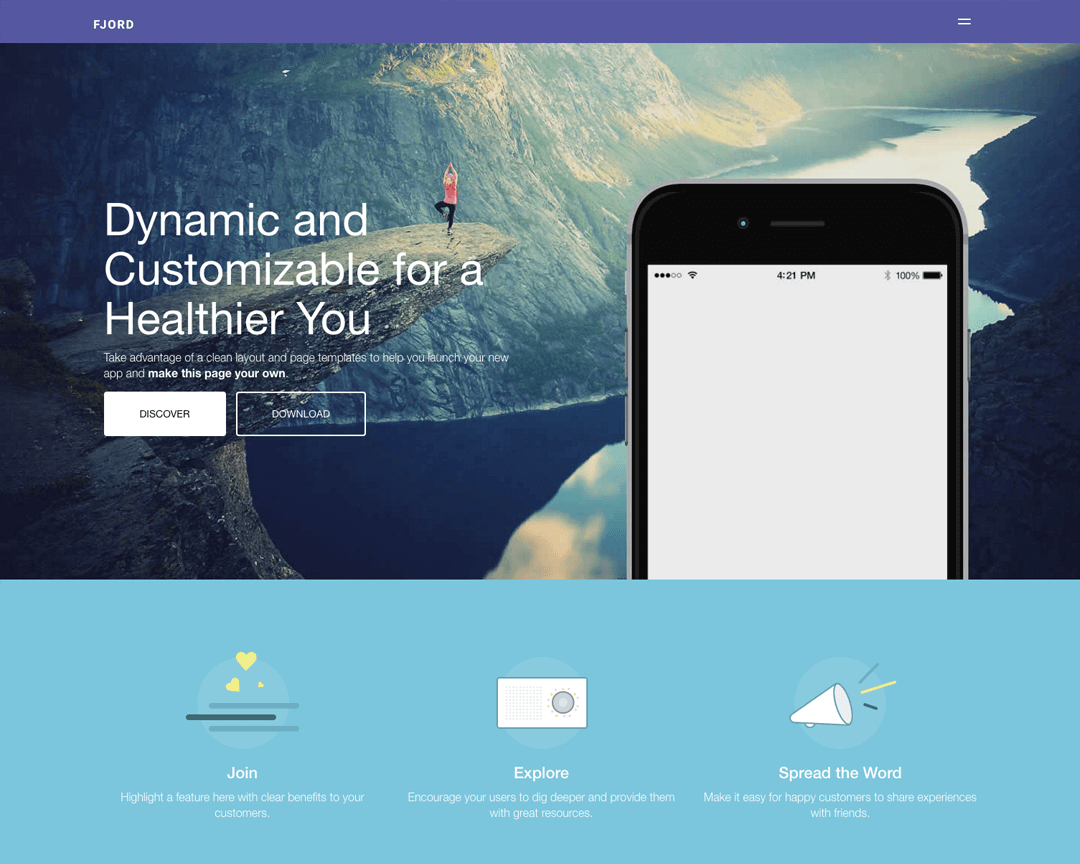 FJORD
Dynamic and
Customizable for a
Healthier You
Take advantage of a clean layout and page templates to help you launch your new
app and make this page your own.
DISCOVER
DOWNLOAD
4:21 PM
100%
Join
Highlight a feature here with clear benefits to your
customers.
Explore
Encourage your users to dig deeper and provide them
with great resources.
Spread the Word
Make it easy for happy customers to share experiences
with friends.